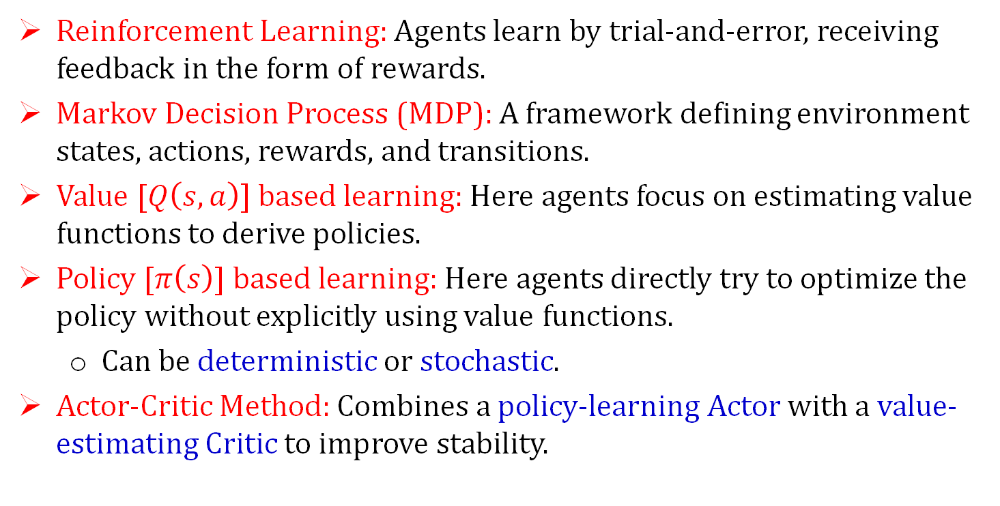 ➢ Reinforcement Learning: Agents learn by trial-and-error, receiving
feedback in the form of rewards.
➢ Markov Decision Process (MDP): A framework defining environment
states, actions, rewards, and transitions.
➢ Value [Q(s, a)] based learning: Here agents focus on estimating value
functions to derive policies.
➢ Policy [π(s)] based learning: Here agents directly try to optimize the
policy without explicitly using value functions.
o Can be deterministic or stochastic.
➢ Actor-Critic Method: Combines a policy-learning Actor with a value-
estimating Critic to improve stability.